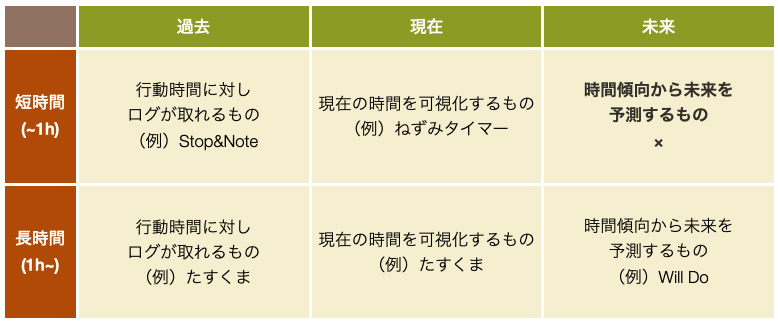 過去
現在
未来
短時間
(~1h)
行動時間に対し
ログが取れるもの
（例）Stop&Note
現在の時間を可視化するもの
（例）ねずみタイマー
時間傾向から未来を
予測するもの
×
長時間
(1h~)
行動時間に対し
ログが取れるもの
（例）たすくま
現在の時間を可視化するもの
（例）たすくま
時間傾向から未来を
予測するもの
（例）Will Do